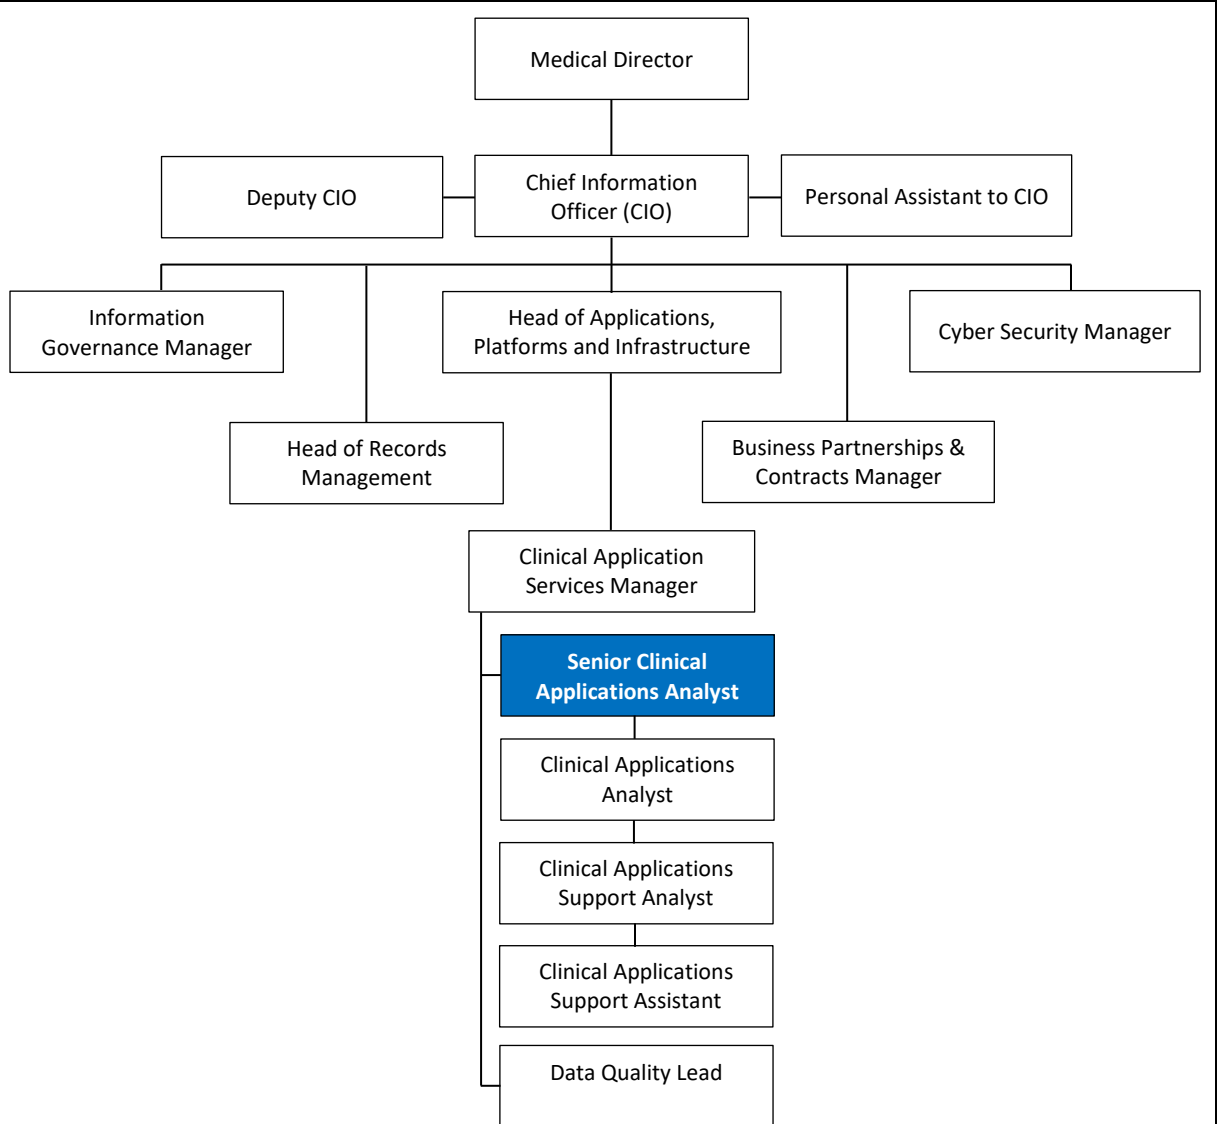 Medical Director
Deputy CIO
Chief Information
Officer (CIO)
Personal Assistant to CIO
Information
Governance Manager
Head of Applications,
Platforms and Infrastructure
Cyber Security Manager
Head of Records
Management
Business Partnerships &
Contracts Manager
Clinical Application
Services Manager
Senior Clinical
Applications Analyst
Clinical Applications
Analyst
Clinical Applications
Support Analyst
Clinical Applications
Support Assistant
Data Quality Lead